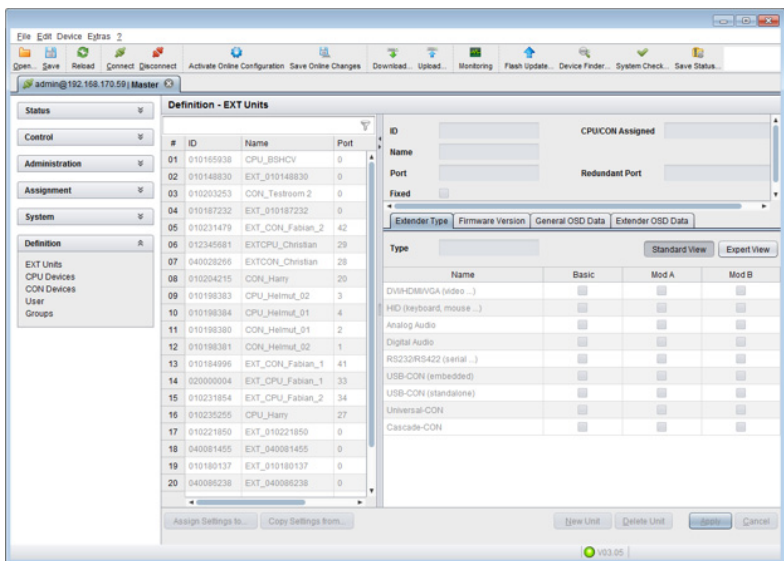 File Edit Device Extras ?
Open... Save Reload Connect Disconnect Activate Online Configuration Save Online Changes Download... Upload... Monitoring Flash Update... Device Finder... System Check... Save Status...
admin@192.168.170.59 | Master
Status
Control
Administration
Assignment
System
Definition
EXT Units
CPU Devices
CON Devices
User
Groups
Definition - EXT Units
# ID Name Port
01 010165938 CPU_BSHCV 0
02 010148830 EXT_010148830 0
03 010203253 CON_Testroom 2 0
04 010187232 EXT_010187232 0
05 010231479 EXT_CON_Fabian_2 42
06 012345681 EXTCPU_Christian 29
07 040028266 EXTCON_Christian 28
08 010204215 CON_Harry 20
09 010198383 CPU_Helmut_02 3
10 010198384 CPU_Helmut_01 4
11 010198380 CON_Helmut_01 2
12 010198381 CON_Helmut_02 1
13 010184996 EXT_CON_Fabian_1 41
14 020000004 EXT_CPU_Fabian_1 33
15 010231854 EXT_CPU_Fabian_2 34
16 010235255 CPU_Harry 27
17 010221850 EXT_010221850 0
18 040081455 EXT_040081455 0
19 010180137 EXT_010180137 0
20 040086238 EXT_040086238 0
Assign Settings to... Copy Settings from...
ID CPU/CON Assigned
Name
Port Redundant Port
Fixed
Extender Type Firmware Version General OSD Data Extender OSD Data
Type Standard View Expert View
Name Basic Mod A Mod B
DVI/HDMI/VGA (video ...)
HID (keyboard, mouse ...)
Analog Audio
Digital Audio
RS232/RS422 (serial ...)
USB-CON (embedded)
USB-CON (standalone)
Universal-CON
Cascade-CON
New Unit Delete Unit Apply Cancel
V03.05